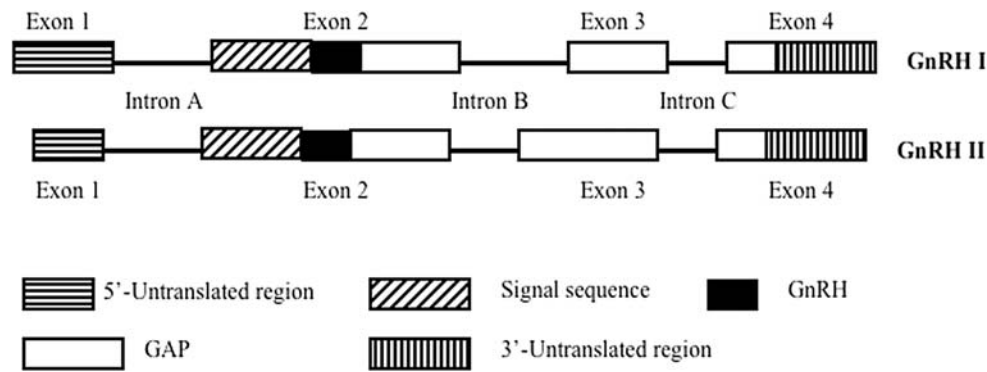 Exon 1 Exon 2 Exon 3 Exon 4
GnRH I
Intron A Intron B Intron C
GnRH II
Exon 1 Exon 2 Exon 3 Exon 4
5’-Untranslated region Signal sequence GnRH
GAP 3’-Untranslated region